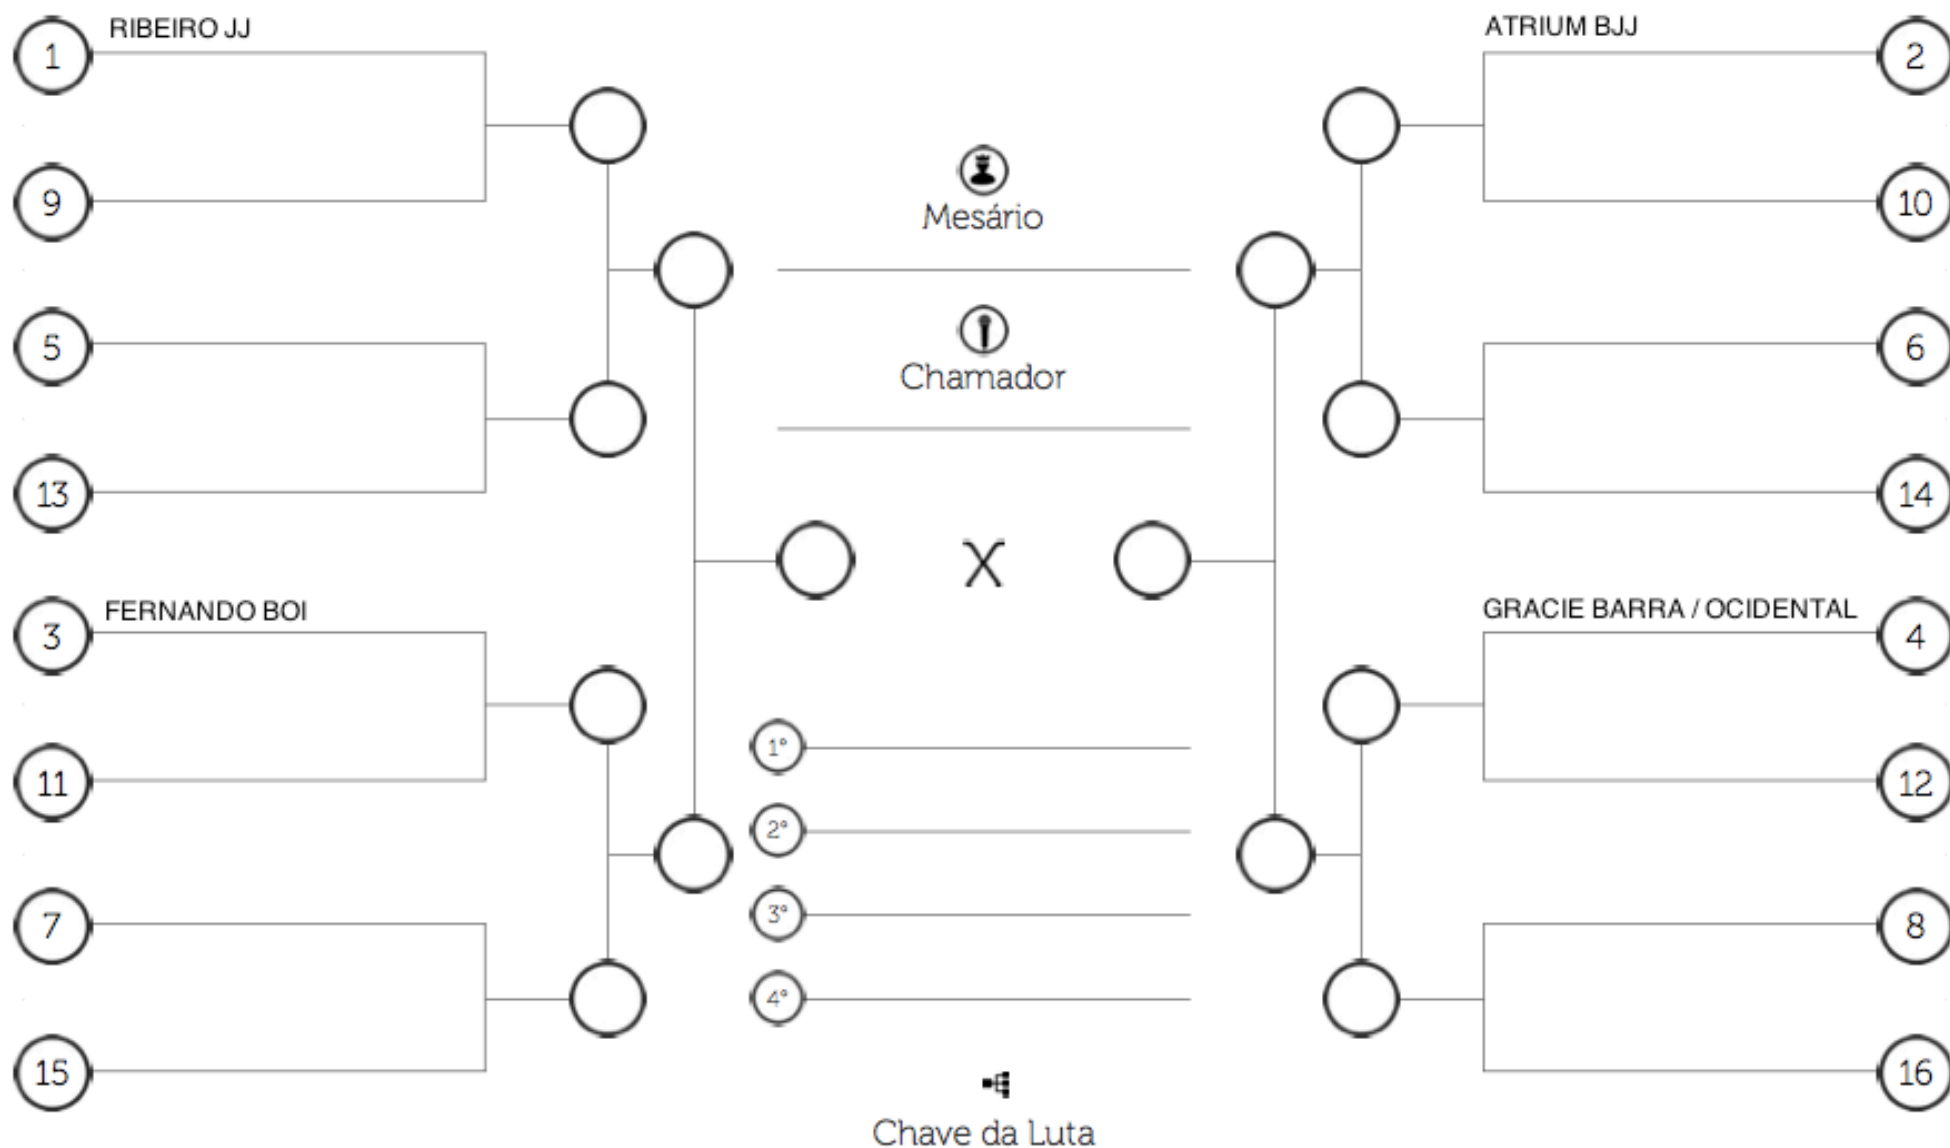 RIBEIRO JJ
1
9
5
13
FERNANDO BOI
3
11
7
15
Mesário
Chamador
X
1°
2°
3°
4°
Chave da Luta
ATRIUM BJJ
2
10
6
14
GRACIE BARRA / OCIDENTAL
4
12
8
16